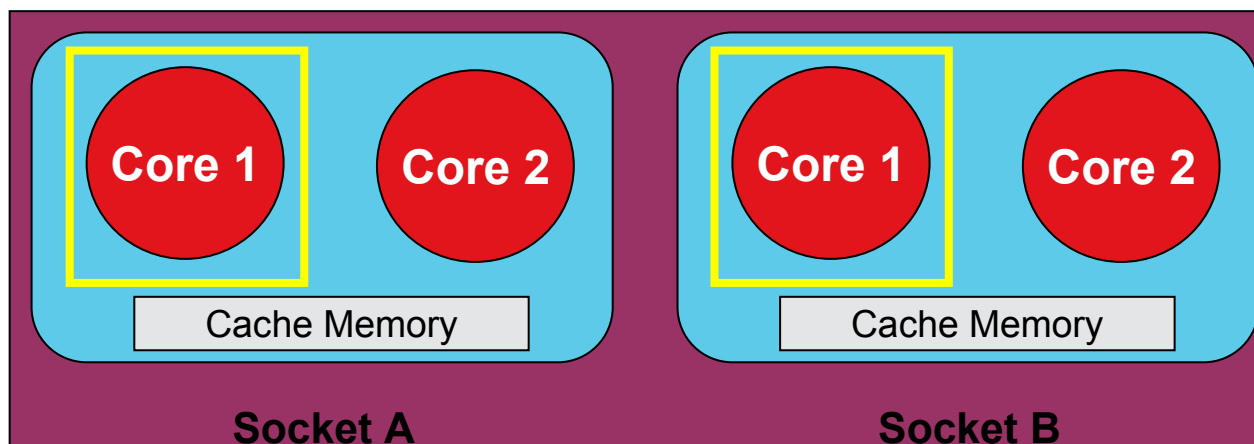 Core 1
Core 2
Cache Memory
Socket A
Core 1
Core 2
Cache Memory
Socket B